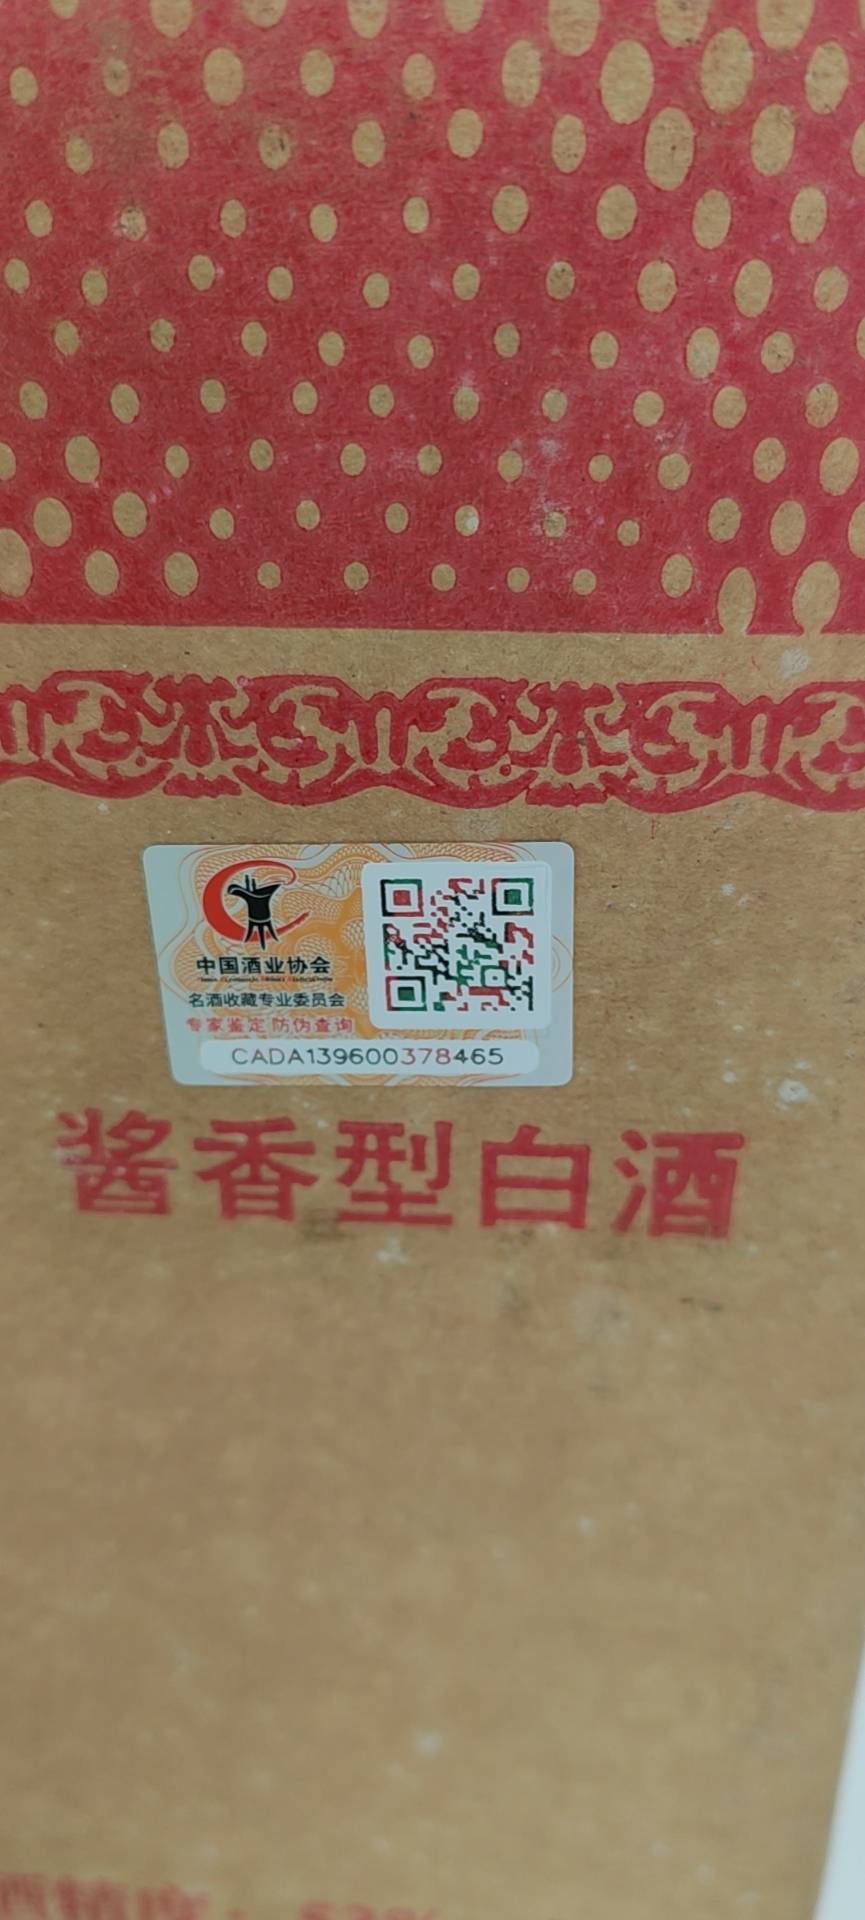 中国酒业协会
名酒收藏专业委员会
专家鉴定 防伪查询
CADA139600378465
酱香型白酒